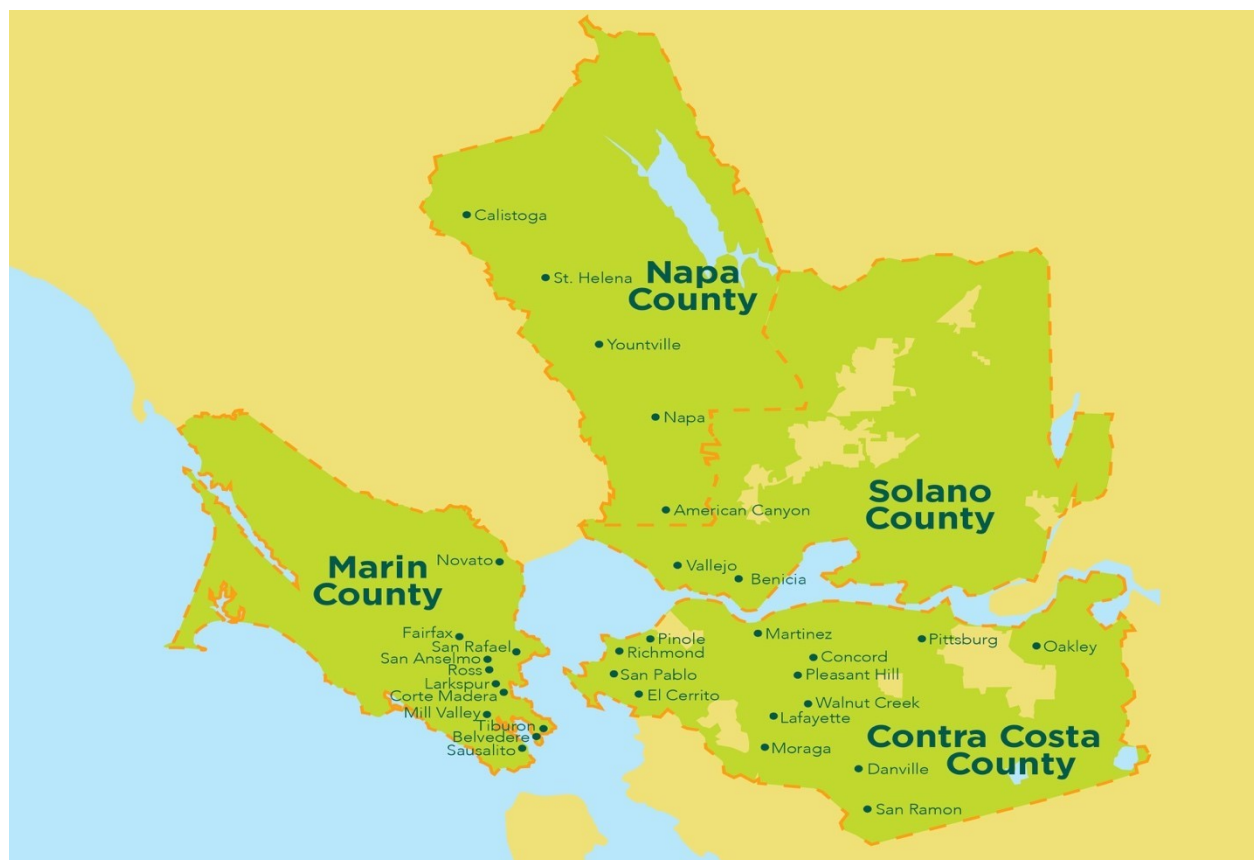 Calistoga
St. Helena
Napa
County
Yountville
Napa
American Canyon
Solano
County
Vallejo
Benicia
Marin
County
Novato
Fairfax
San Rafael
San Anselmo
Ross
Larkspur
Corte Madera
Mill Valley
Tiburon
Belvedere
Sausalito
Pinole
Richmond
San Pablo
El Cerrito
Martinez
Concord
Pleasant Hill
Walnut Creek
Lafayette
Moraga
Pittsburg
Oakley
Contra Costa
County
Danville
San Ramon